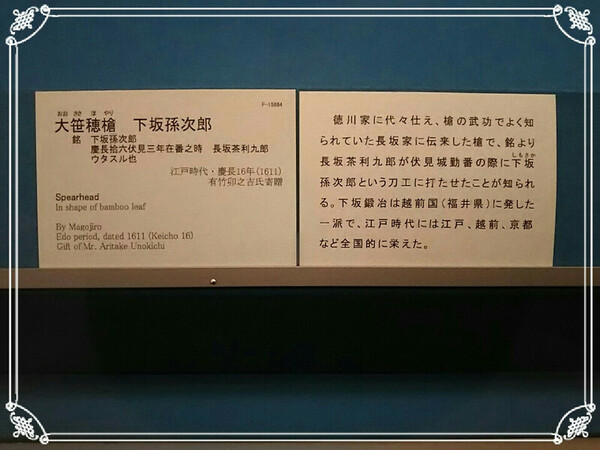 F-15884
おお ささ ほ やり
大笹穂槍 下坂孫次郎
銘 下坂孫次郎
慶長拾六伏見三年在番之時 長坂茶利九郎
ウタスル也
江戸時代・慶長16年(1611)
有竹卯之吉氏寄贈
Spearhead
In shape of bamboo leaf
By Magojiro
Edo period, dated 1611 (Keicho 16)
Gift of Mr. Aritake Unokichi
徳川家に代々仕え、槍の武功でよく知
られていた長坂家に伝来した槍で、銘より
しもさか
長坂茶利九郎が伏見城勤番の際に下坂
孫次郎という刀工に打たせたことが知られ
る。下坂鍛冶は越前国(福井県)に発した
一派で、江戸時代には江戸、越前、京都
など全国的に栄えた。